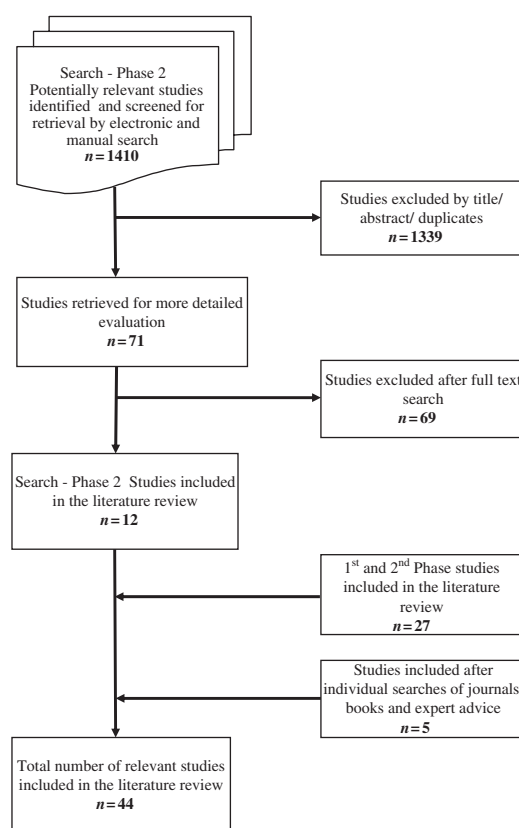 Search - Phase 2
Potentially relevant studies
identified and screened for
retrieval by electronic and
manual search
n=1410
Studies excluded by title/
abstract/ duplicates
n=1339
Studies retrieved for more detailed
evaluation
n=71
Studies excluded after full text
search
n=69
Search - Phase 2 Studies included
in the literature review
n=12
1st and 2nd Phase studies
included in the literature
review
n=27
Studies included after
individual searches of journals,
books and expert advice
n=5
Total number of relevant studies
included in the literature review
n=44